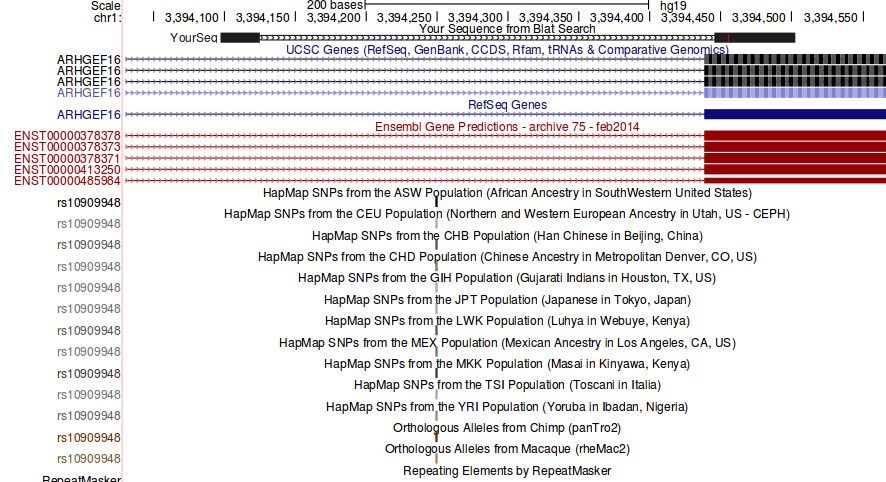 Scale 200 bases hg19
chr1: 3,394,100 3,394,150 3,394,200 3,394,250 3,394,300 3,394,350 3,394,400 3,394,450 3,394,500 3,394,550
Your Sequence from Blat Search
YourSeq
UCSC Genes (RefSeq, GenBank, CCDS, Rfam, tRNAs & Comparative Genomics)
ARHGEF16
ARHGEF16
ARHGEF16
ARHGEF16
RefSeq Genes
ARHGEF16
Ensembl Gene Predictions - archive 75 - feb2014
ENST00000378378
ENST00000378373
ENST00000378371
ENST00000413250
ENST00000485984
HapMap SNPs from the ASW Population (African Ancestry in SouthWestern United States)
rs10909948
HapMap SNPs from the CEU Population (Northern and Western European Ancestry in Utah, US - CEPH)
rs10909948
HapMap SNPs from the CHB Population (Han Chinese in Beijing, China)
rs10909948
HapMap SNPs from the CHD Population (Chinese Ancestry in Metropolitan Denver, CO, US)
rs10909948
HapMap SNPs from the GIH Population (Gujarati Indians in Houston, TX, US)
rs10909948
HapMap SNPs from the JPT Population (Japanese in Tokyo, Japan)
rs10909948
HapMap SNPs from the LWK Population (Luhya in Webuye, Kenya)
rs10909948
HapMap SNPs from the MEX Population (Mexican Ancestry in Los Angeles, CA, US)
rs10909948
HapMap SNPs from the MKK Population (Masai in Kinyawa, Kenya)
rs10909948
HapMap SNPs from the TSI Population (Toscani in Italia)
rs10909948
HapMap SNPs from the YRI Population (Yoruba in Ibadan, Nigeria)
rs10909948
Orthologous Alleles from Chimp (panTro2)
rs10909948
Orthologous Alleles from Macaque (rheMac2)
rs10909948
Repeating Elements by RepeatMasker
RepeatMasker